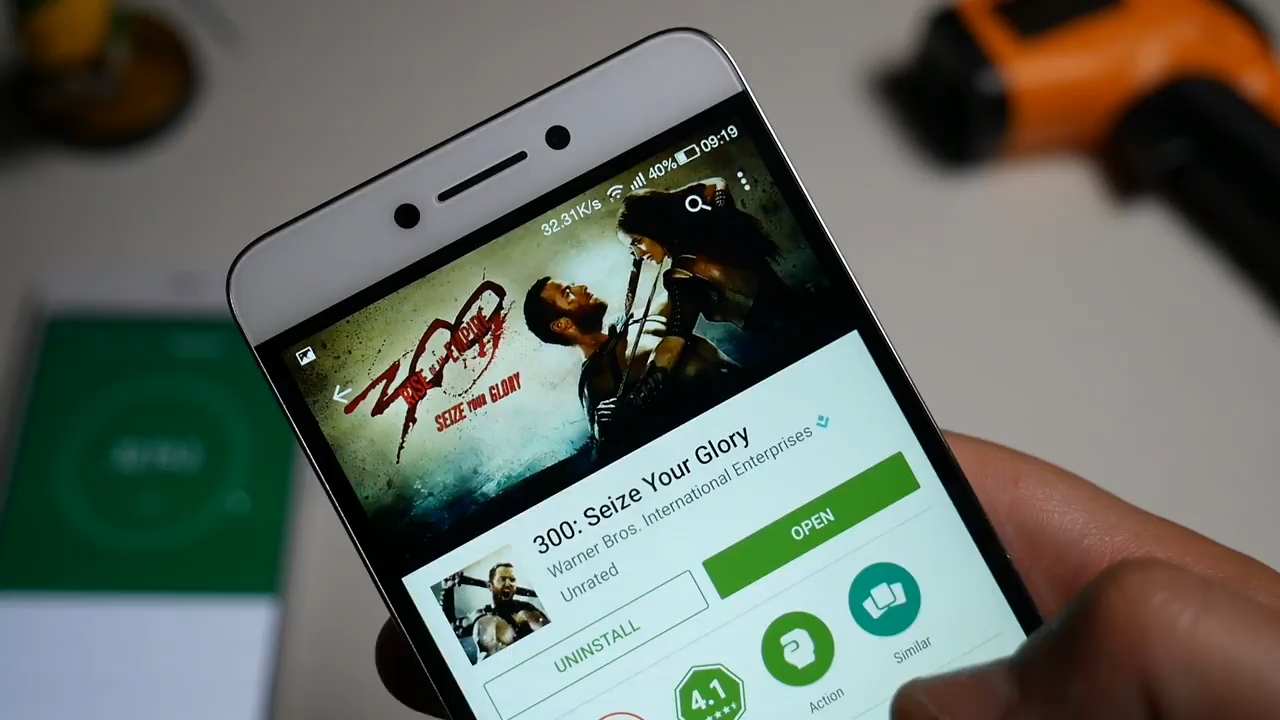 32.31K/s 40% 09:19
300
RISE OF AN EMPIRE
SEIZE YOUR GLORY
300: Seize Your Glory
Warner Bros. International Enterprises
Unrated
UNINSTALL
OPEN
4.1
Action
Similar